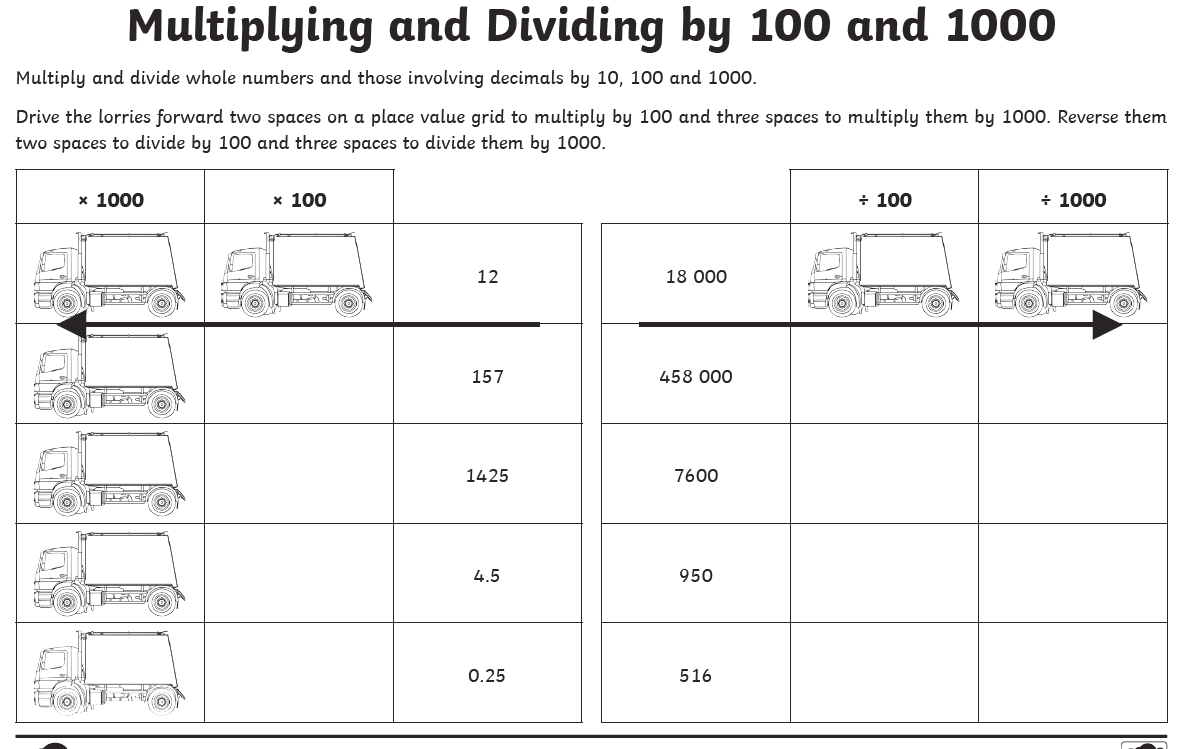 Multiplying and Dividing by 100 and 1000
Multiply and divide whole numbers and those involving decimals by 10, 100 and 1000.
Drive the lorries forward two spaces on a place value grid to multiply by 100 and three spaces to multiply them by 1000. Reverse them
two spaces to divide by 100 and three spaces to divide them by 1000.
× 1000 × 100 ÷ 100 ÷ 1000
12 18 000
157 458 000
1425 7600
4.5 950
0.25 516